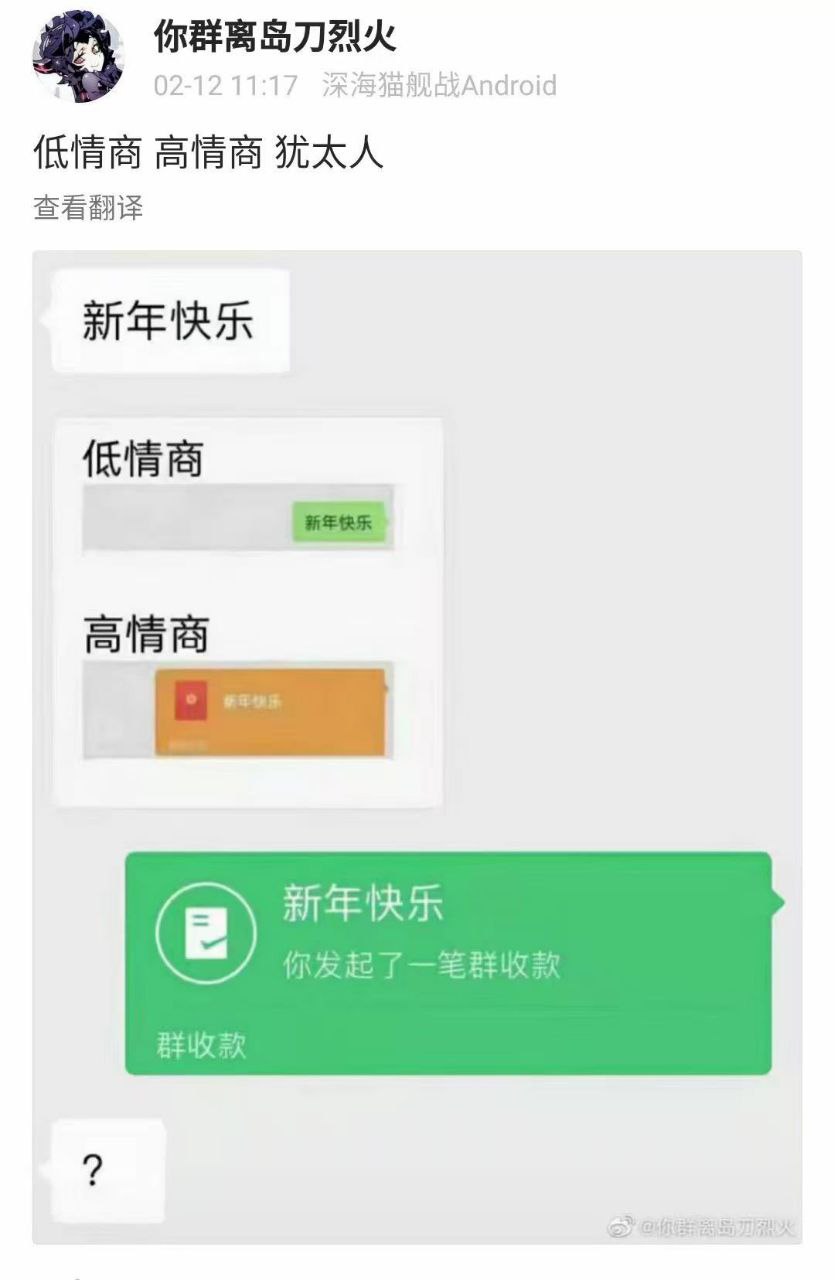 你群离岛刀烈火
02-12 11:17 深海猫舰战Android
低情商 高情商 犹太人
查看翻译
新年快乐
低情商
新年快乐
高情商
新年快乐
新年快乐
你发起了一笔群收款
群收款
?
@你群离岛刀烈火